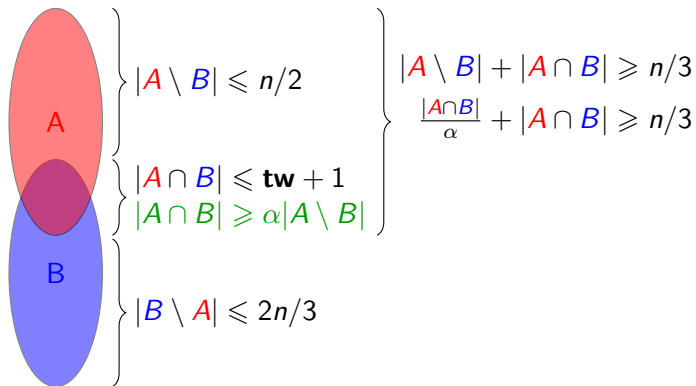 |A \ B| ⩽ n/2
|A \ B| + |A ∩ B| ⩾ n/3
A
|A∩B|/α + |A ∩ B| ⩾ n/3
|A ∩ B| ⩽ tw + 1
|A ∩ B| ⩾ α|A \ B|
B
|B \ A| ⩽ 2n/3